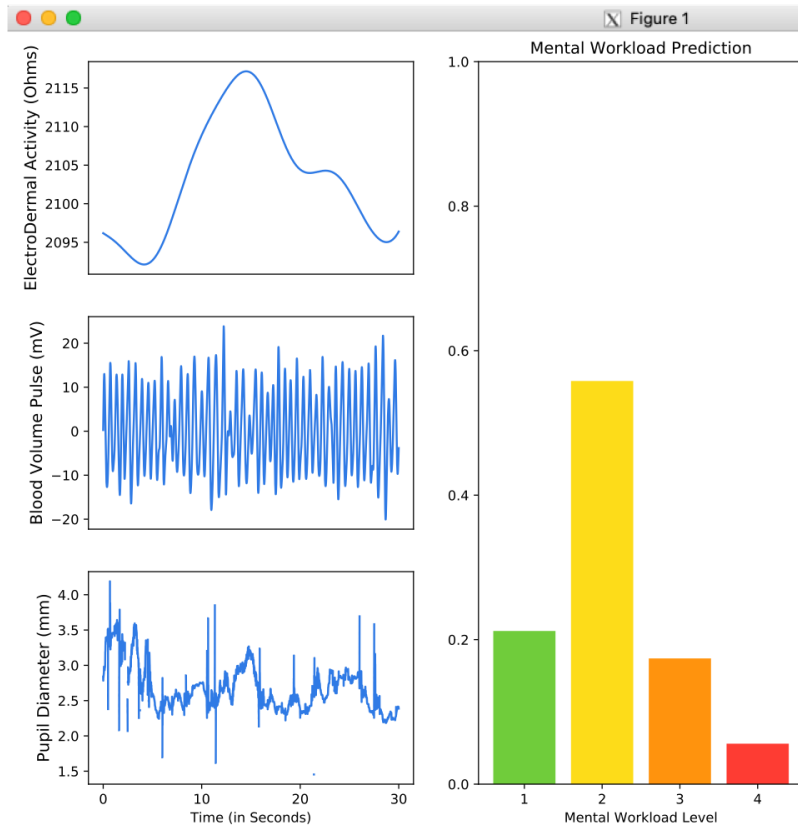 Figure 1
ElectroDermal Activity (Ohms)
2115
2110
2105
2100
2095
Blood Volume Pulse (mV)
20
10
0
−10
−20
Pupil Diameter (mm)
4.0
3.5
3.0
2.5
2.0
1.5
0 10 20 30
Time (in Seconds)
Mental Workload Prediction
1.0
0.8
0.6
0.4
0.2
0.0
1 2 3 4
Mental Workload Level